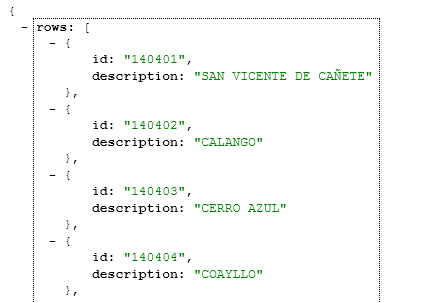 {
- rows: [
- {
id: "140401",
description: "SAN VICENTE DE CAÑETE"
},
- {
id: "140402",
description: "CALANGO"
},
- {
id: "140403",
description: "CERRO AZUL"
},
- {
id: "140404",
description: "COAYLLO"
},